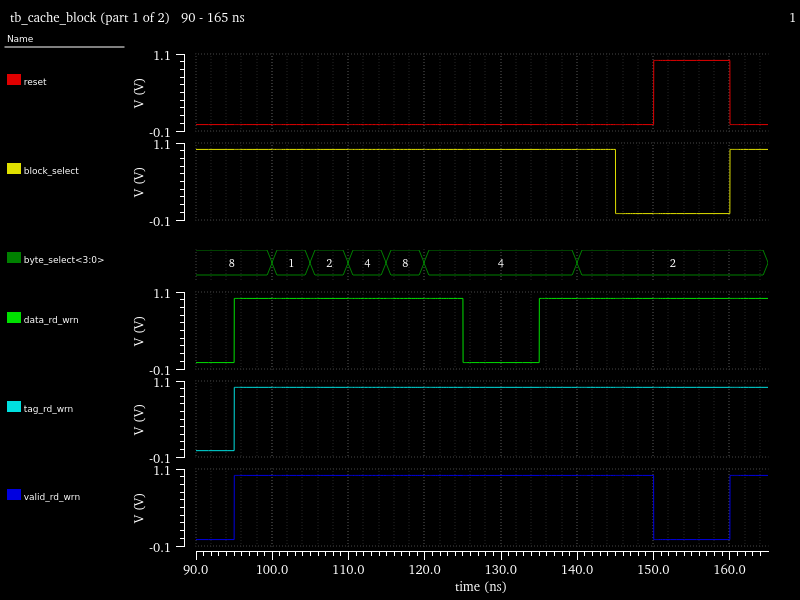 tb_cache_block (part 1 of 2) 90 - 165 ns 1
Name
1.1
reset
V (V)
-0.1
1.1
block_select
V (V)
-0.1
byte_select<3:0> 8 1 2 4 8 4 2
1.1
data_rd_wrn
V (V)
-0.1
1.1
tag_rd_wrn
V (V)
-0.1
1.1
valid_rd_wrn
V (V)
-0.1
90.0 100.0 110.0 120.0 130.0 140.0 150.0 160.0
time (ns)